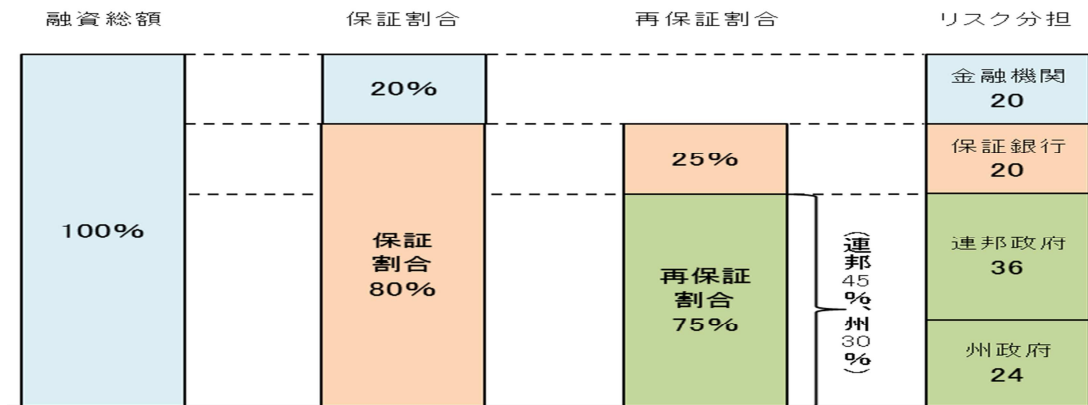 融資総額
保証割合
再保証割合
リスク分担
100%
20%
保証
割合
80%
25%
再保証
割合
75%
(連邦45%、州30%)
金融機関
20
保証銀行
20
連邦政府
36
州政府
24